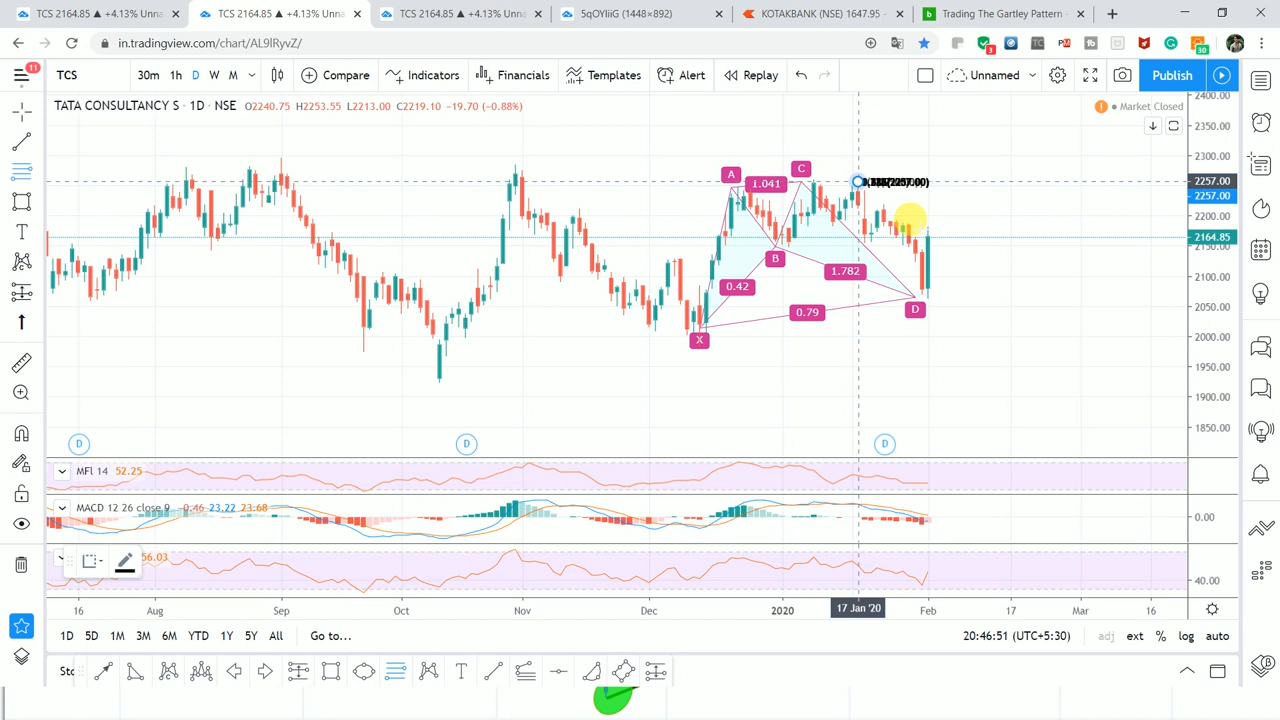 TCS 2164.85 ▲ +4.13% Unna
TCS 2164.85 ▲ +4.13% Unna
TCS 2164.85 ▲ +4.13% Unna
5qOYIiiG (1448×892)
KOTAKBANK (NSE) 1647.95 -
Trading The Gartley Pattern -
in.tradingview.com/chart/AL9lRyvZ/
3
30
11
TCS
30m 1h D W M
Compare
Indicators
Financials
Templates
Alert
Replay
Unnamed
Publish
TATA CONSULTANCY S · 1D · NSE O2240.75 H2253.55 L2213.00 C2219.10 −19.70 (−0.88%)
Market Closed
2400.00
2350.00
2300.00
2257.00
2257.00
2200.00
2164.85
2150.00
2100.00
2050.00
2000.00
1950.00
1900.00
1850.00
A
1.041
C
B
0.42
1.782
0.79
D
X
D
D
D
MFI 14 52.25
MACD 12 26 close 9 -0.46 23.22 23.68
0.00
56.03
40.00
16 Aug Sep Oct Nov Dec 2020 17 Jan '20 Feb 17 Mar 16
1D 5D 1M 3M 6M YTD 1Y 5Y All Go to...
20:46:51 (UTC+5:30) adj ext % log auto